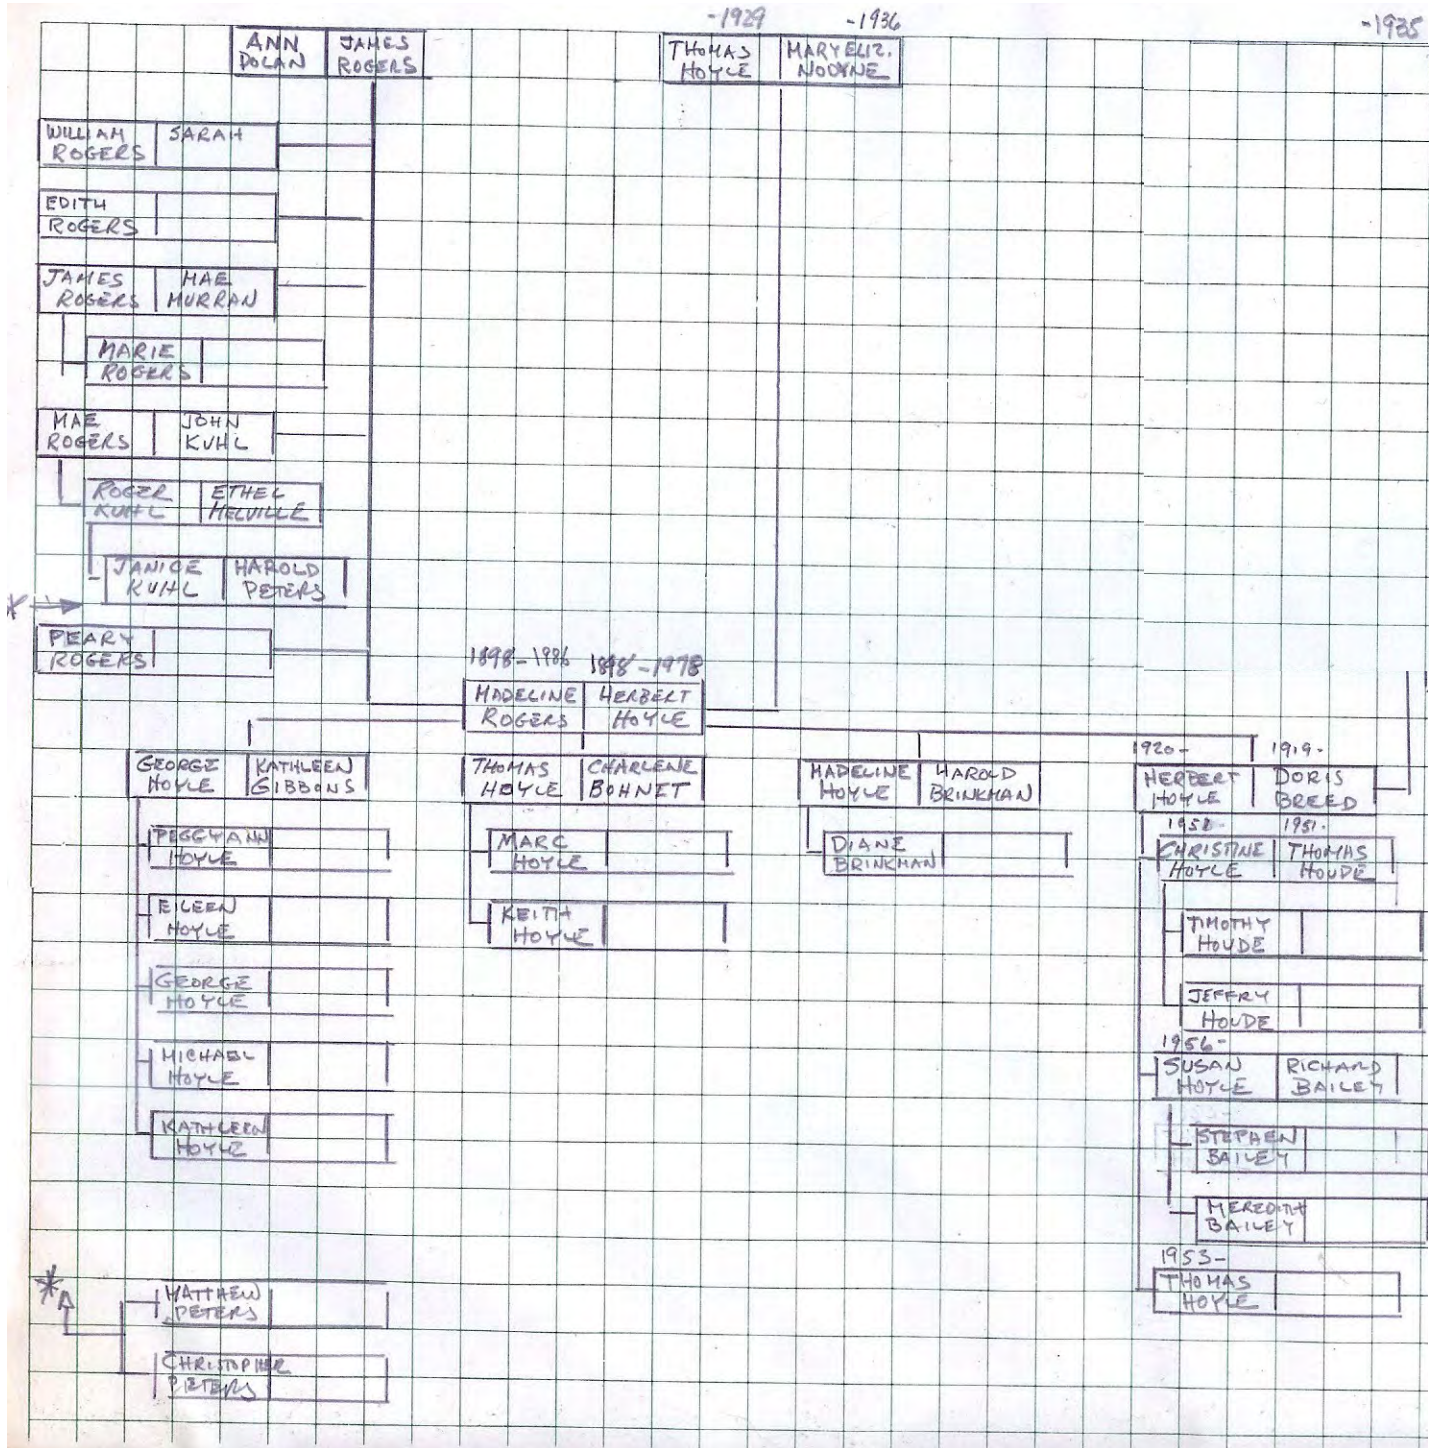 -1929
-1936
-1935
ANN
DOLAN
JAMES
ROGERS
THOMAS
HOYLE
MARY ELIZ.
NODYNE
WILLIAM
ROGERS
SARAH
EDITH
ROGERS
JAMES
ROGERS
MAE
MURRAN
MARIE
ROGERS
MAE
ROGERS
JOHN
KUHL
ROGER
KUHL
ETHEL
MELVILLE
JANICE
KUHL
HAROLD
PETERS
*
PEARY
ROGERS
1898-1986
1898-1978
MADELINE
ROGERS
HERBERT
HOYLE
GEORGE
HOYLE
KATHLEEN
GIBBONS
PEGGYANN
HOYLE
EILEEN
HOYLE
GEORGE
HOYLE
MICHAEL
HOYLE
KATHLEEN
HOYLE
THOMAS
HOYLE
CHARLENE
BOHNET
MARC
HOYLE
KEITH
HOYLE
MADELINE
HOYLE
HAROLD
BRINKMAN
DIANE
BRINKMAN
1920-
1919-
HERBERT
HOYLE
DORIS
BREED
1951-
CHRISTINE
HOYLE
THOMAS
HOUDE
TIMOTHY
HOUDE
JEFFRY
HOUDE
1956-
SUSAN
HOYLE
RICHARD
BAILEY
STEPHEN
BAILEY
MEREDITH
BAILEY
1953-
THOMAS
HOYLE
*
MATTHEW
PETERS
CHRISTOPHER
PETERS